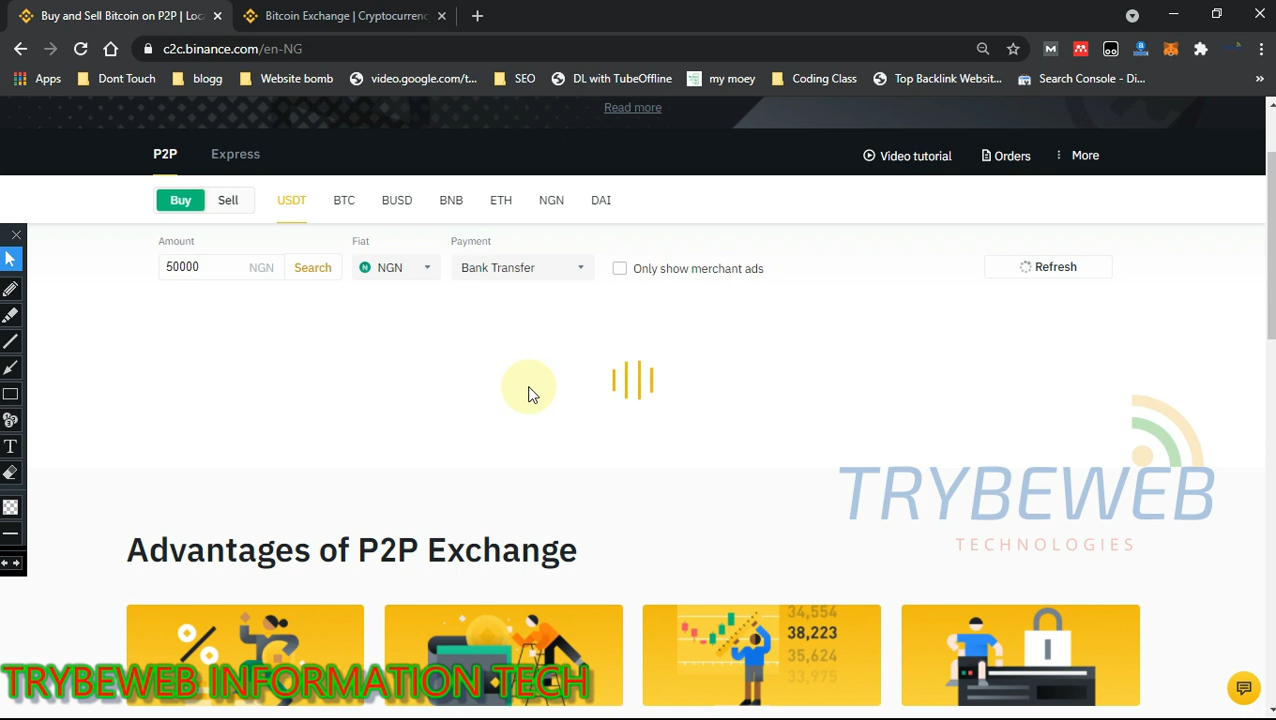 Buy and Sell Bitcoin on P2P | Loc
Bitcoin Exchange | Cryptocurrenc
c2c.binance.com/en-NG
Apps Dont Touch blogg Website bomb video.google.com/t... SEO DL with TubeOffline my moey Coding Class Top Backlink Websit... Search Console - Di... »
Read more
P2P Express Video tutorial Orders More
Buy Sell USDT BTC BUSD BNB ETH NGN DAI
Amount Fiat Payment
50000 NGN Search NGN Bank Transfer Only show merchant ads Refresh
TRYBEWEB
TECHNOLOGIES
Advantages of P2P Exchange
34,554
38,223
35,624
33,975
TRYBEWEB INFORMATION TECH